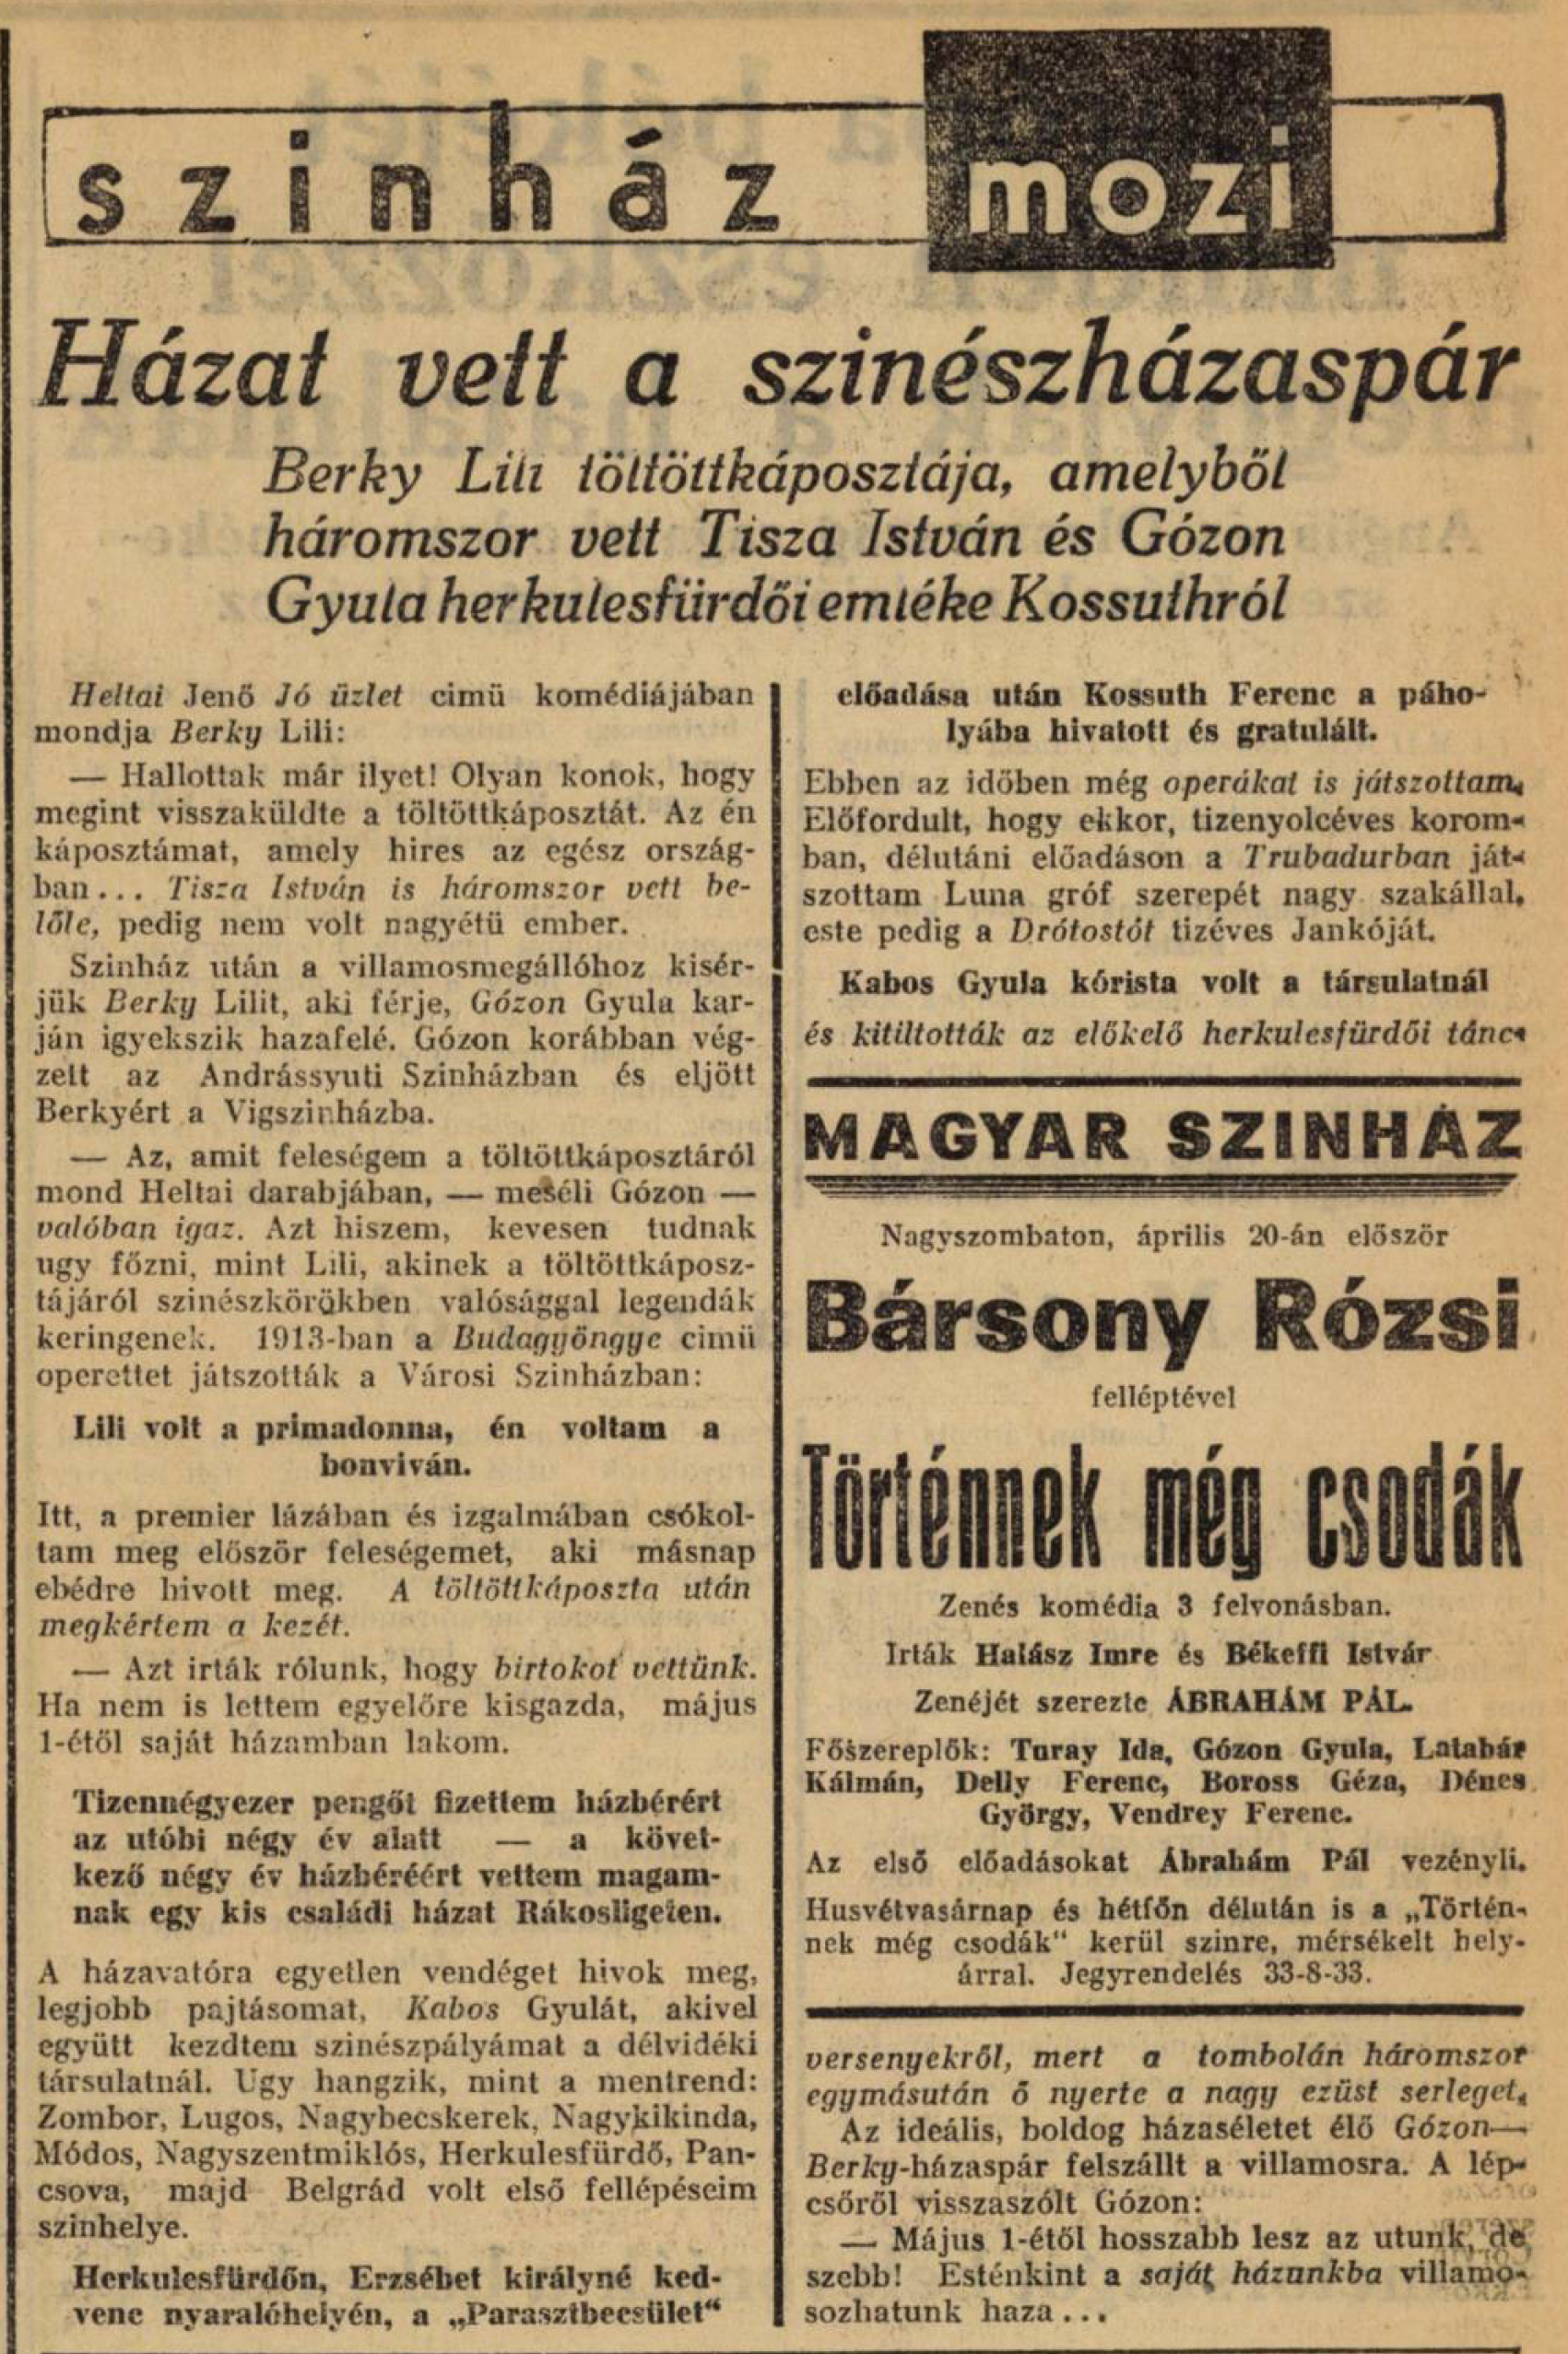 szinház mozi
Házat vett a szinészházaspár
Berky Lili töltöttkáposztája, amelyből
háromszor vett Tisza István és Gózon
Gyula herkulesfürdői emléke Kossuthról
Heltai Jenő Jó üzlet cimü komédiájában
mondja Berky Lili:
— Hallottak már ilyet! Olyan konok, hogy
megint visszaküldte a töltöttkáposztát. Az én
káposztámat, amely hires az egész ország-
ban... Tisza István is háromszor vett be-
lőle, pedig nem volt nagyétü ember.
Szinház után a villamosmegállóhoz kisér-
jük Berky Lilit, aki férje, Gózon Gyula kar-
ján igyekszik hazafelé. Gózon korábban vég-
zett az Andrássyuti Szinházban és eljött
Berkyért a Vigszinházba.
— Az, amit feleségem a töltöttkáposztáról
mond Heltai darabjában, — meséli Gózon —
valóban igaz. Azt hiszem, kevesen tudnak
ugy főzni, mint Lili, akinek a töltöttkáposz-
tájáról szinészkörökben valósággal legendák
keringenek. 1913-ban a Budagyöngye cimü
operettet játszották a Városi Szinházban:
Lili volt a primadonna, én voltam a
bonviván.
Itt, a premier lázában és izgalmában csókol-
tam meg először feleségemet, aki másnap
ebédre hivott meg. A töltöttkáposzta után
megkértem a kezét.
— Azt irták rólunk, hogy birtokot vettünk.
Ha nem is lettem egyelőre kisgazda, május
1-étől saját házamban lakom.
Tizennégyezer pengőt fizettem házbérért
az utóbi négy év alatt — a követ-
kező négy év házbéréért vettem magam-
nak egy kis családi házat Rákosligeten.
A házavatóra egyetlen vendéget hivok meg,
legjobb pajtásomat, Kabos Gyulát, akivel
együtt kezdtem szinészpályámat a délvidéki
társulatnál. Ugy hangzik, mint a mentrend:
Zombor, Lugos, Nagybecskerek, Nagykikinda,
Módos, Nagyszentmiklós, Herkulesfürdő, Pan-
csova, majd Belgrád volt első fellépéseim
szinhelye.
Herkulesfürdőn, Erzsébet királyné ked-
venc nyaralóhelyén, a „Parasztbecsület“
előadása után Kossuth Ferenc a páho-
lyába hivatott és gratulált.
Ebben az időben még operákat is játszottam.
Előfordult, hogy ekkor, tizenyolcéves korom-
ban, délutáni előadáson a Trubadurban ját-
szottam Luna gróf szerepét nagy szakállal,
este pedig a Drótostót tizéves Jankóját.
Kabos Gyula kórista volt a társulatnál
és kitiltották az előkelő herkulesfürdői tánc-
MAGYAR SZINHÁZ
Nagyszombaton, április 20-án először
Bársony Rózsi
felléptével
Történnek még csodák
Zenés komédia 3 felvonásban.
Irták Halász Imre és Békeffi Istvár
Zenéjét szerezte ÁBRAHÁM PÁL.
Főszereplők: Turay Ida, Gózon Gyula, Latabár
Kálmán, Delly Ferenc, Boross Géza, Dénes
György, Vendrey Ferenc.
Az első előadásokat Ábrahám Pál vezényli.
Husvétvasárnap és hétfőn délután is a „Történ-
nek még csodák“ kerül szinre, mérsékelt hely-
árral. Jegyrendelés 33-8-33.
versenyekről, mert a tombolán háromszor
egymásután ő nyerte a nagy ezüst serleget.
Az ideális, boldog házaséletet élő Gózon—
Berky-házaspár felszállt a villamosra. A lép-
csőről visszaszólt Gózon:
— Május 1-étől hosszabb lesz az utunk, de
szebb! Esténkint a saját házunkba villamo-
sozhatunk haza...